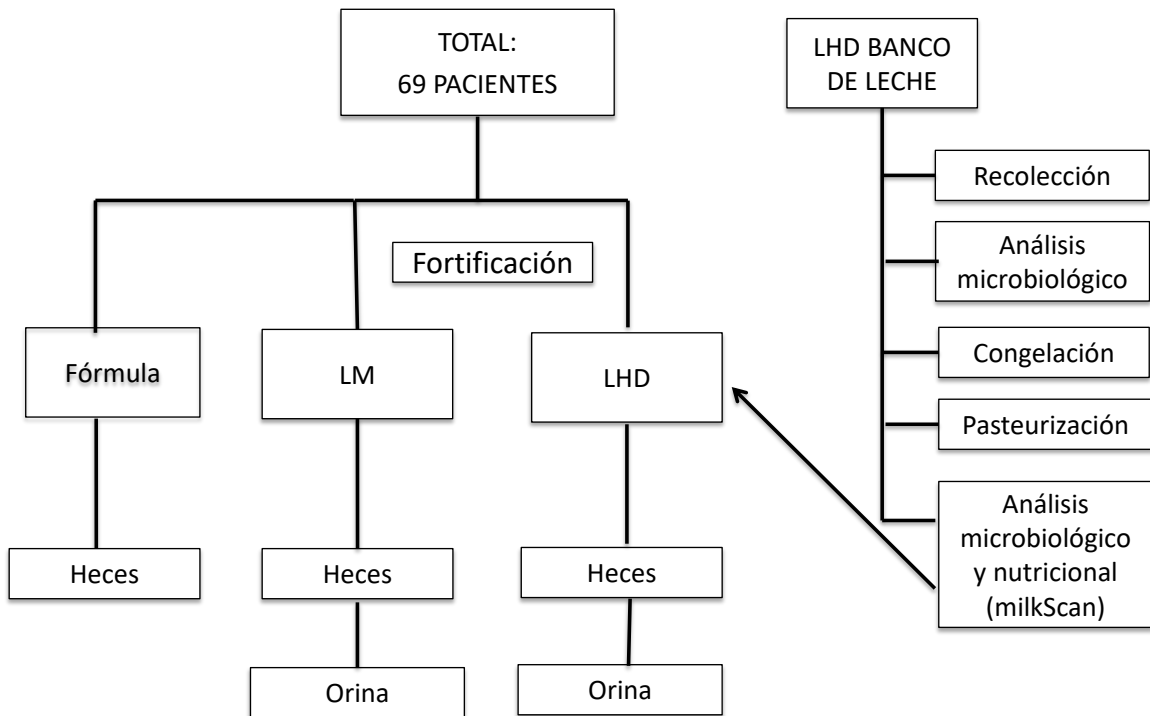 TOTAL:
69 PACIENTES
Fortificación
Fórmula
LM
LHD
Heces
Heces
Heces
Orina
Orina
LHD BANCO
DE LECHE
Recolección
Análisis
microbiológico
Congelación
Pasteurización
Análisis
microbiológico
y nutricional
(milkScan)